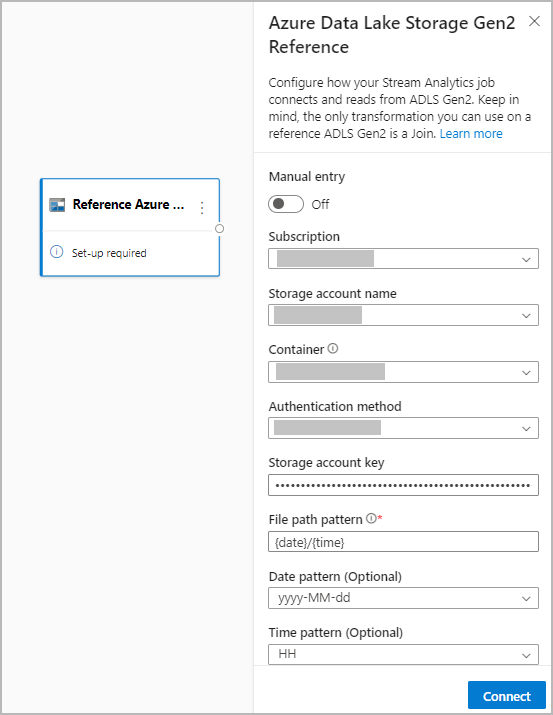 Azure Data Lake Storage Gen2
Reference
Configure how your Stream Analytics job
connects and reads from ADLS Gen2. Keep in
mind, the only transformation you can use on a
reference ADLS Gen2 is a Join. Learn more
Reference Azure ...
Set-up required
Manual entry
Off
Subscription
Storage account name
Container
Authentication method
Storage account key
••••••••••••••••••••••••••••••••••••••••••••••••••
File path pattern *
{date}/{time}
Date pattern (Optional)
yyyy-MM-dd
Time pattern (Optional)
HH
Connect